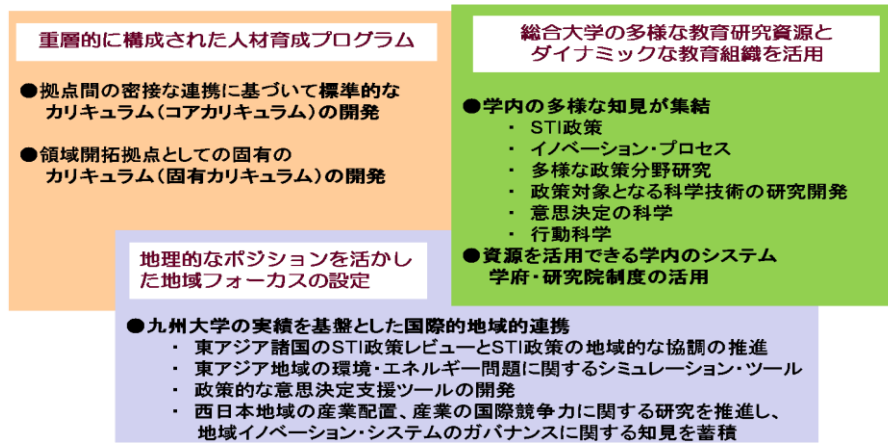 重層的に構成された人材育成プログラム
●拠点間の密接な連携に基づいて標準的な
カリキュラム(コアカリキュラム)の開発
●領域開拓拠点としての固有の
カリキュラム(固有カリキュラム)の開発
総合大学の多様な教育研究資源と
ダイナミックな教育組織を活用
●学内の多様な知見が集結
・ STI政策
・ イノベーション・プロセス
・ 多様な政策分野研究
・ 政策対象となる科学技術の研究開発
・ 意思決定の科学
・ 行動科学
●資源を活用できる学内のシステム
学府・研究院制度の活用
地理的なポジションを活かし
た地域フォーカスの設定
●九州大学の実績を基盤とした国際的地域的連携
・ 東アジア諸国のSTI政策レビューとSTI政策の地域的な協調の推進
・ 東アジア地域の環境・エネルギー問題に関するシミュレーション・ツール
・ 政策的な意思決定支援ツールの開発
・ 西日本地域の産業配置、産業の国際競争力に関する研究を推進し、
地域イノベーション・システムのガバナンスに関する知見を蓄積